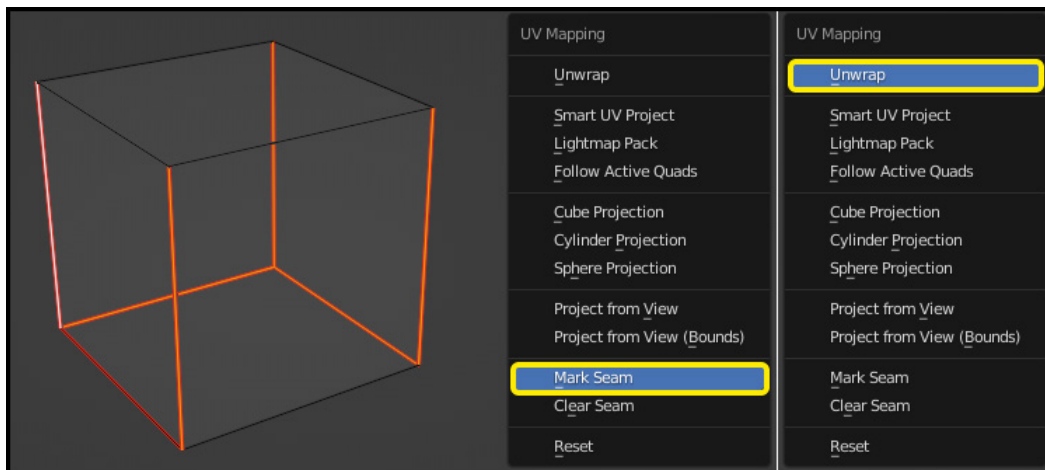 UV Mapping
Unwrap
Smart UV Project
Lightmap Pack
Follow Active Quads
Cube Projection
Cylinder Projection
Sphere Projection
Project from View
Project from View (Bounds)
Mark Seam
Clear Seam
Reset
UV Mapping
Unwrap
Smart UV Project
Lightmap Pack
Follow Active Quads
Cube Projection
Cylinder Projection
Sphere Projection
Project from View
Project from View (Bounds)
Mark Seam
Clear Seam
Reset